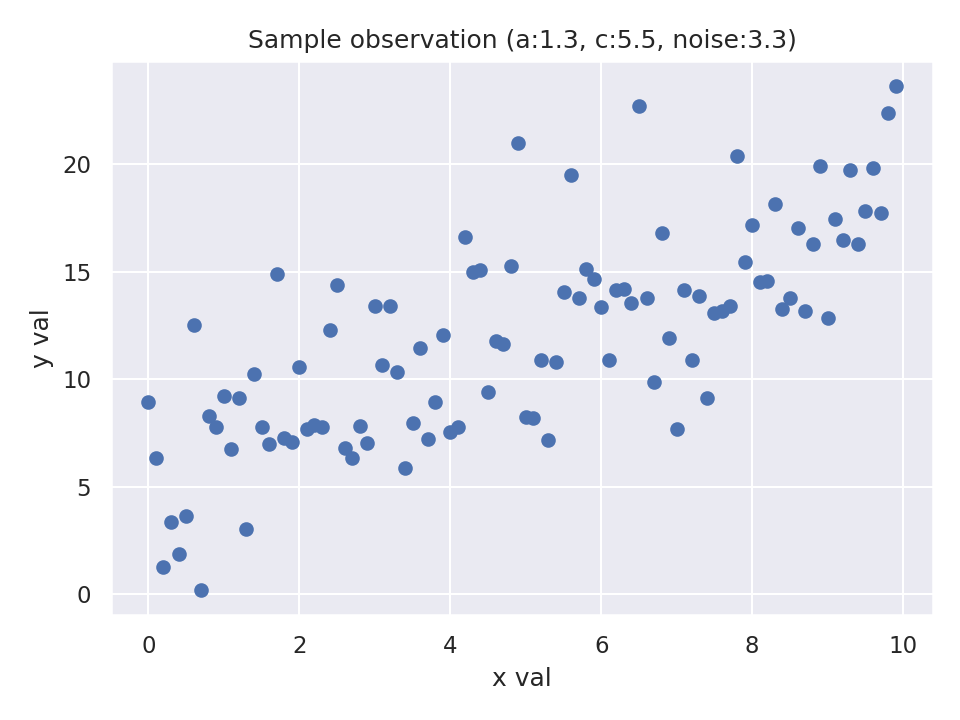 Sample observation (a:1.3, c:5.5, noise:3.3)
20
15
10
5
0
y val
0 2 4 6 8 10
x val